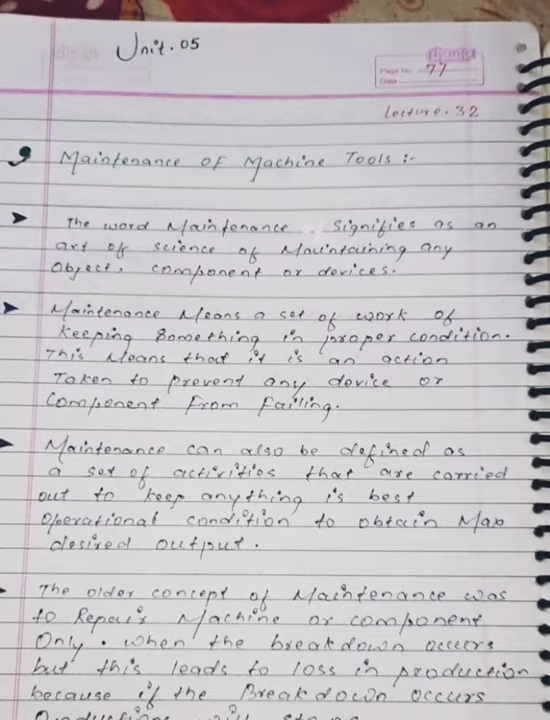 Unit. 05
Ajanta
Page No. 77
Date
Lecture. 32
Maintenance OF Machine Tools :-
The word Maintenance . Signifies as an
art of science of Mauntaining any
Object, component or devices.
Maintenance Means a set of work of
keeping Something in proper condition.
This Means that it is an action
Taken to prevent any device or
Component From Failing.
Maintenance can also be defined as
a set of activities that are carried
out to keep anything is best
Operational condition to obtain Max
desired output.
The older concept of Maintenance was
to Repair Machine or component
Only. when the breakdown occurs
but this leads to loss in production
because if the Breakdown occurs